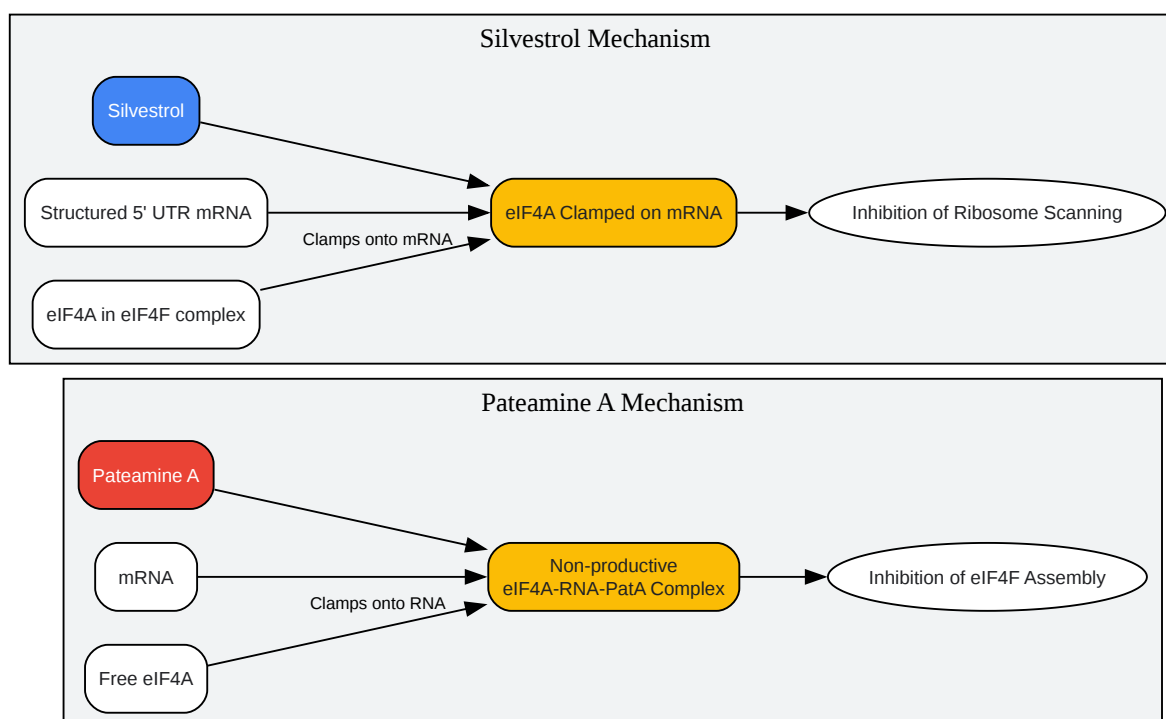 Silvestrol Mechanism
Silvestrol
Structured 5' UTR mRNA
eIF4A Clamped on mRNA
Inhibition of Ribosome Scanning
Clamps onto mRNA
eIF4A in eIF4F complex
Pateamine A Mechanism
Pateamine A
mRNA
Non-productive
eIF4A-RNA-PatA Complex
Inhibition of eIF4F Assembly
Clamps onto RNA
Free eIF4A